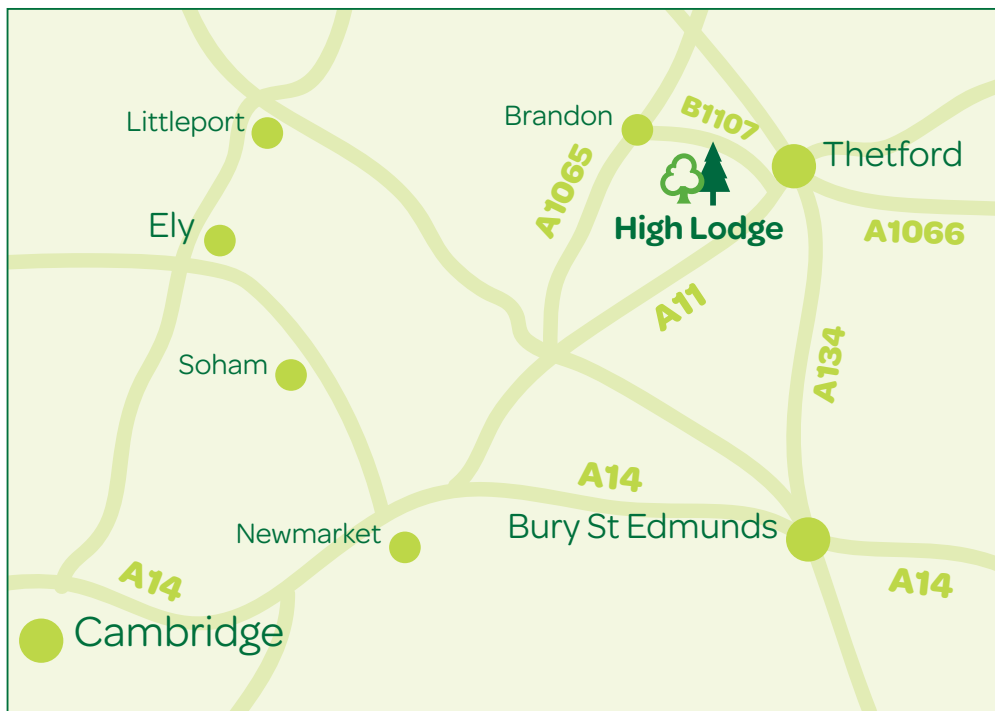 Littleport
Brandon
B1107
Thetford
A1065
High Lodge
Ely
A1066
A11
Soham
A134
A14
Newmarket
Bury St Edmunds
A14
A14
Cambridge